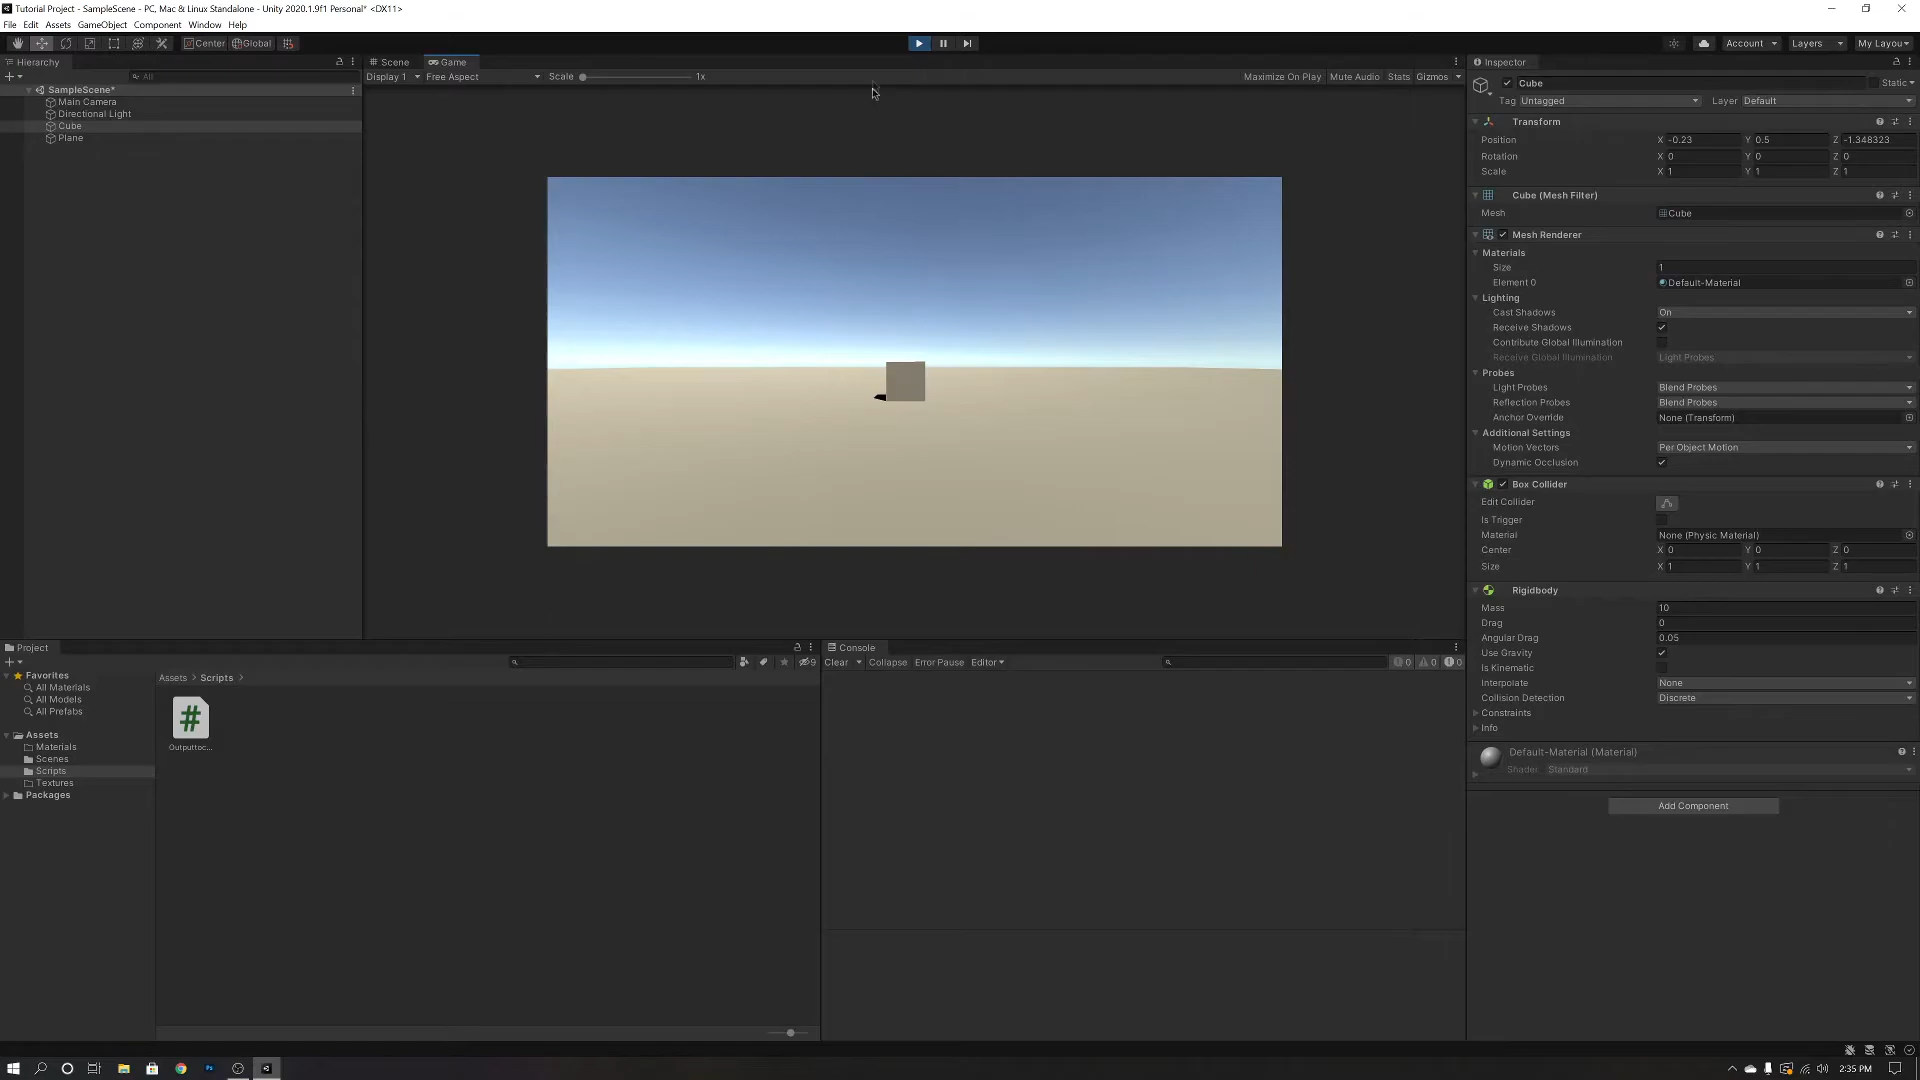 Tutorial Project - SampleScene - PC, Mac & Linux Standalone - Unity 2020.1.9f1 Personal* <DX11>
File Edit Assets GameObject Component Window Help
Center Global Account Layers My Layou
Hierarchy
All
SampleScene*
Main Camera
Directional Light
Cube
Plane
Scene Game
Display 1 Free Aspect Scale 1x Maximize On Play Mute Audio Stats Gizmos
Inspector
Cube Static
Tag Untagged Layer Default
Transform
Position X -0.23 Y 0.5 Z -1.348323
Rotation X 0 Y 0 Z 0
Scale X 1 Y 1 Z 1
Cube (Mesh Filter)
Mesh Cube
Mesh Renderer
Materials
Size 1
Element 0 Default-Material
Lighting
Cast Shadows On
Receive Shadows
Contribute Global Illumination
Receive Global Illumination Light Probes
Probes
Light Probes Blend Probes
Reflection Probes Blend Probes
Anchor Override None (Transform)
Additional Settings
Motion Vectors Per Object Motion
Dynamic Occlusion
Box Collider
Edit Collider
Is Trigger
Material None (Physic Material)
Center X 0 Y 0 Z 0
Size X 1 Y 1 Z 1
Rigidbody
Mass 10
Drag 0
Angular Drag 0.05
Use Gravity
Is Kinematic
Interpolate None
Collision Detection Discrete
Constraints
Info
Default-Material (Material)
Shader Standard
Add Component
Project
9
Favorites
All Materials
All Models
All Prefabs
Assets
Materials
Scenes
Scripts
Textures
Packages
Assets > Scripts >
#
Outputtoc...
Console
Clear Collapse Error Pause Editor 0 0 0
2:35 PM